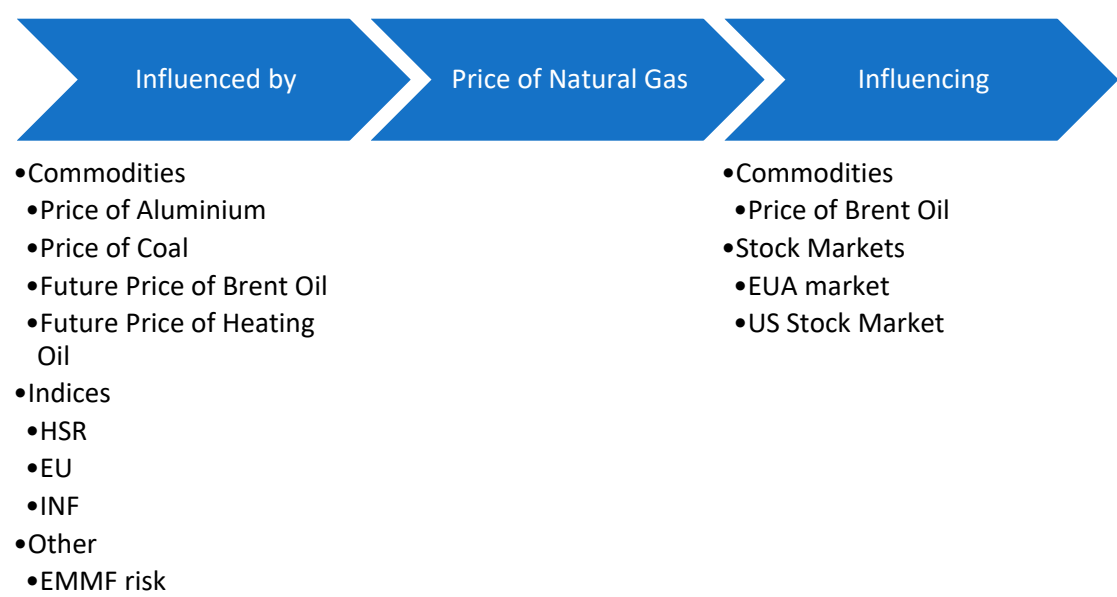 Influenced by
Price of Natural Gas
Influencing
•Commodities
•Price of Aluminium
•Price of Coal
•Future Price of Brent Oil
•Future Price of Heating
Oil
•Indices
•HSR
•EU
•INF
•Other
•EMMF risk
•Commodities
•Price of Brent Oil
•Stock Markets
•EUA market
•US Stock Market